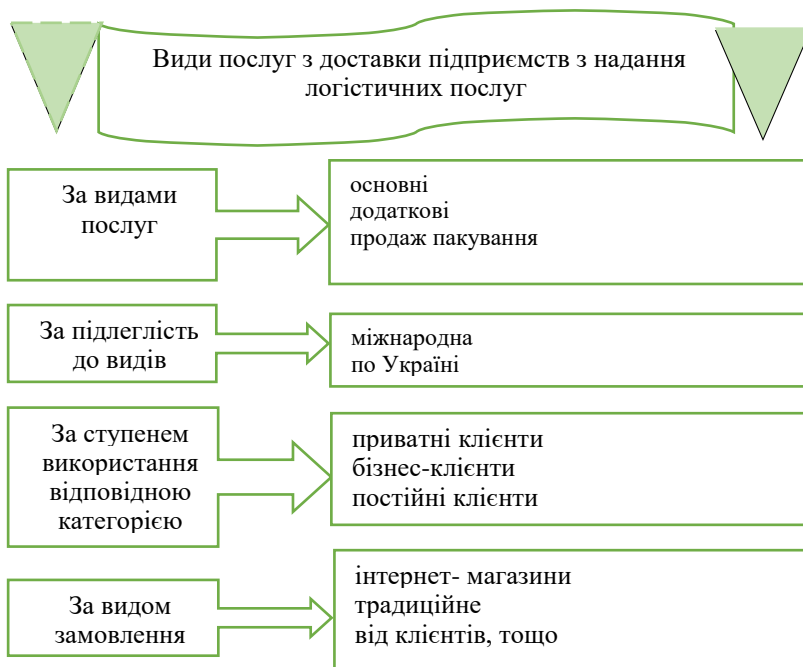 Види послуг з доставки підприємств з надання
логістичних послуг
За видами
послуг
основні
додаткові
продаж пакування
За підлеглість
до видів
міжнародна
по Україні
За ступенем
використання
відповідною
категорією
приватні клієнти
бізнес-клієнти
постійні клієнти
За видом
замовлення
інтернет- магазини
традиційне
від клієнтів, тощо